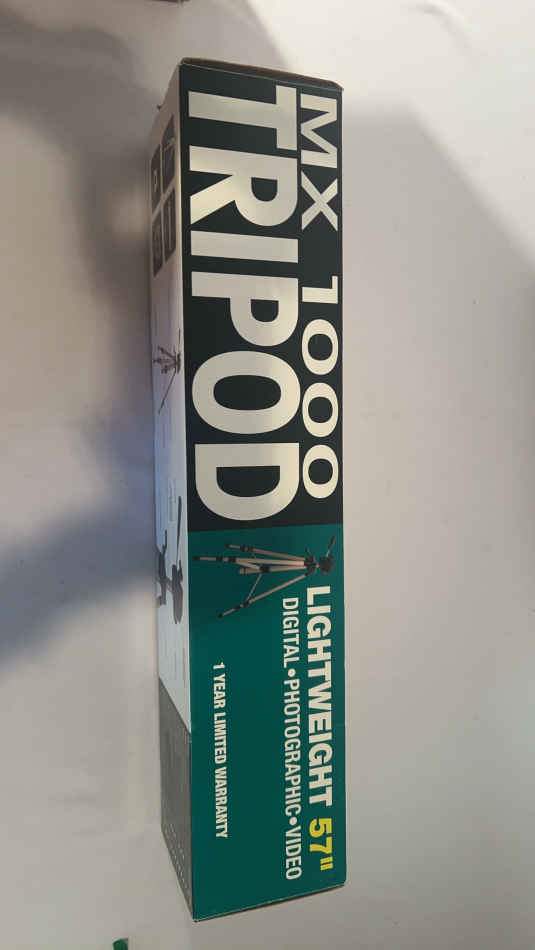 MX 1000
TRIPOD
LIGHTWEIGHT 57"
DIGITAL•PHOTOGRAPHIC•VIDEO
1 YEAR LIMITED WARRANTY